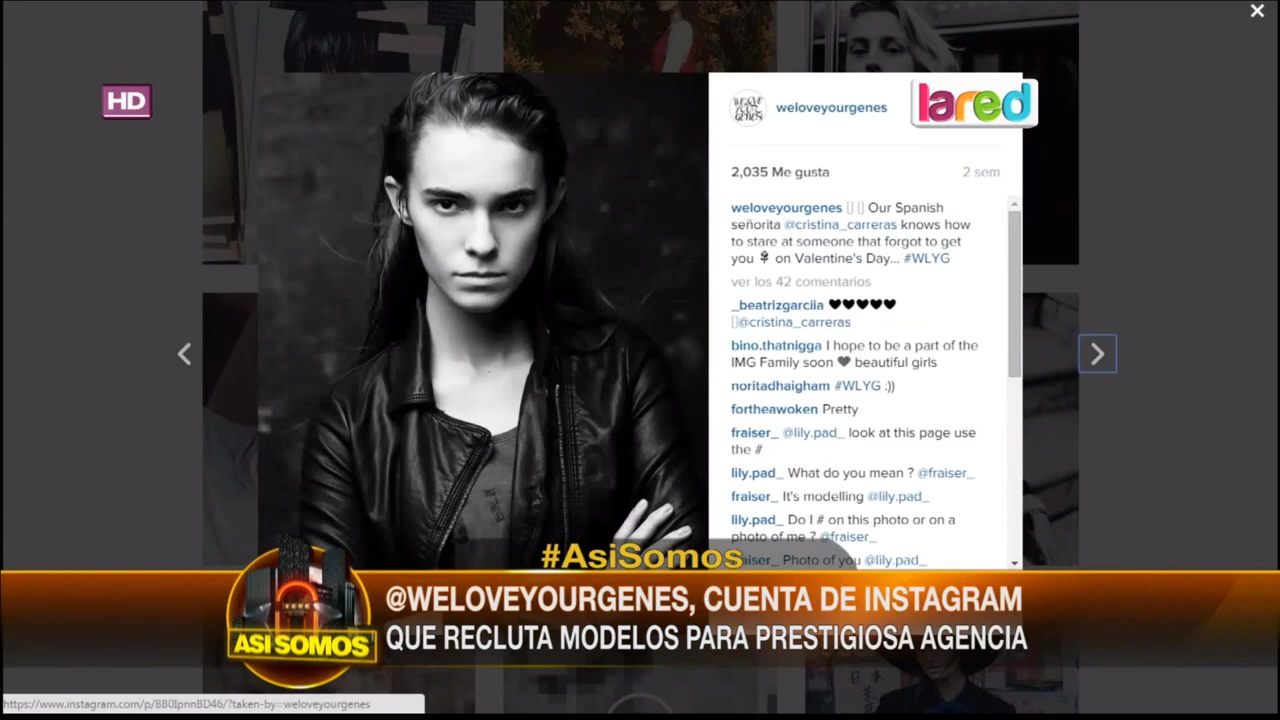 ×
HD
WE LOVE
YOUR
GENES
weloveyourgenes
lared
2,035 Me gusta
2 sem
weloveyourgenes Our Spanish
señorita @cristina_carreras knows how
to stare at someone that forgot to get
you 🌹 on Valentine's Day... #WLYG
ver los 42 comentarios
_beatrizgarciia ♥♥♥♥♥
@cristina_carreras
bino.thatnigga I hope to be a part of the
IMG Family soon ♥ beautiful girls
noritadhaigham #WLYG :))
fortheawoken Pretty
fraiser_ @lily.pad_ look at this page use
the #
lily.pad_ What do you mean ? @fraiser_
fraiser_ It's modelling @lily.pad_
lily.pad_ Do I # on this photo or on a
photo of me ? @fraiser_
fraiser_ Photo of you @lily.pad_
#AsiSomos
@WELOVEYOURGENES, CUENTA DE INSTAGRAM
QUE RECLUTA MODELOS PARA PRESTIGIOSA AGENCIA
ASI SOMOS
https://www.instagram.com/p/BB0IpnnBD46/?taken-by=weloveyourgenes